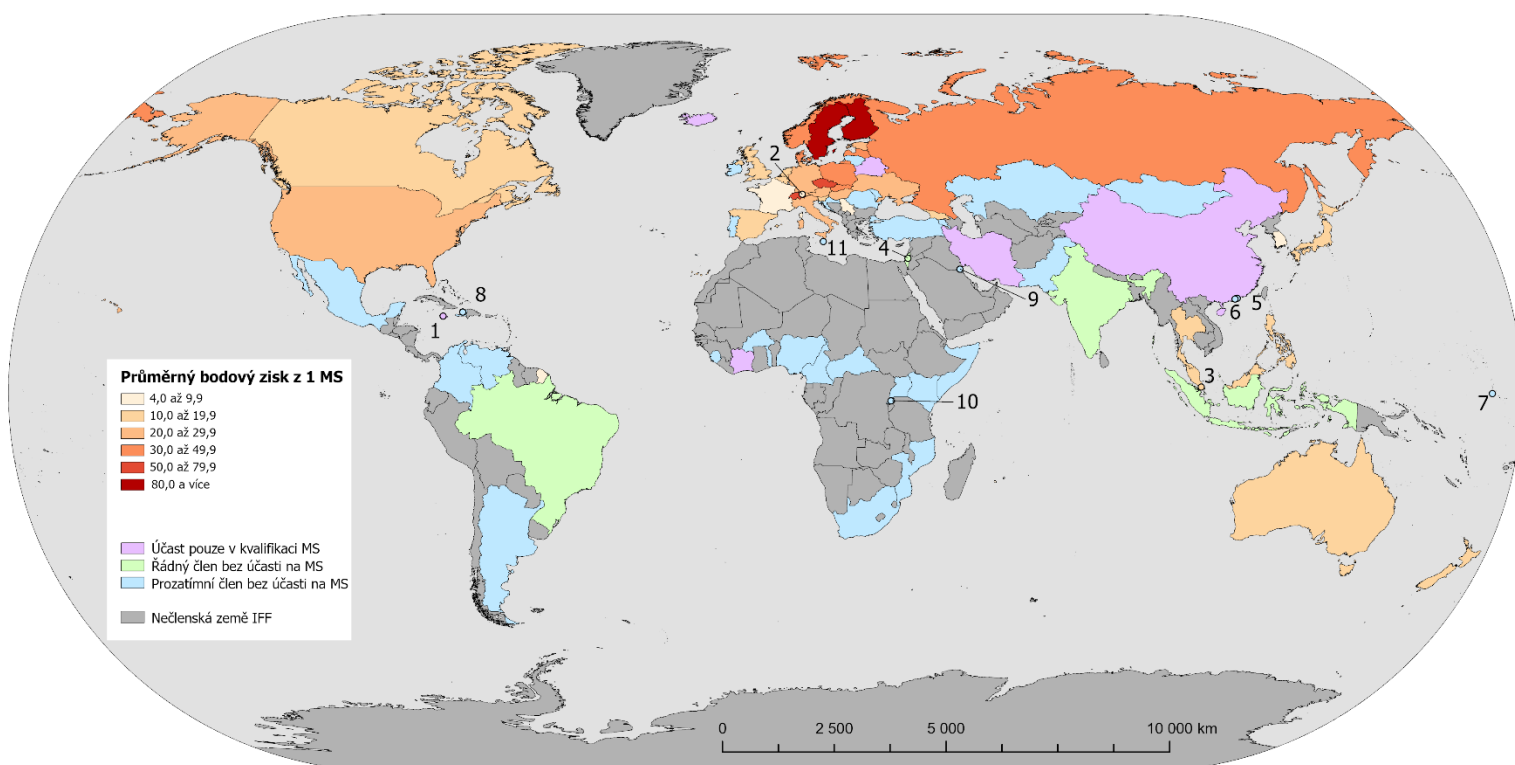 2
11
4
8
1
9
5
6
3
10
7
Průměrný bodový zisk z 1 MS
4,0 až 9,9
10,0 až 19,9
20,0 až 29,9
30,0 až 49,9
50,0 až 79,9
80,0 a více
Účast pouze v kvalifikaci MS
Řádný člen bez účasti na MS
Prozatímní člen bez účasti na MS
Nečlenská země IFF
0 2 500 5 000 10 000 km